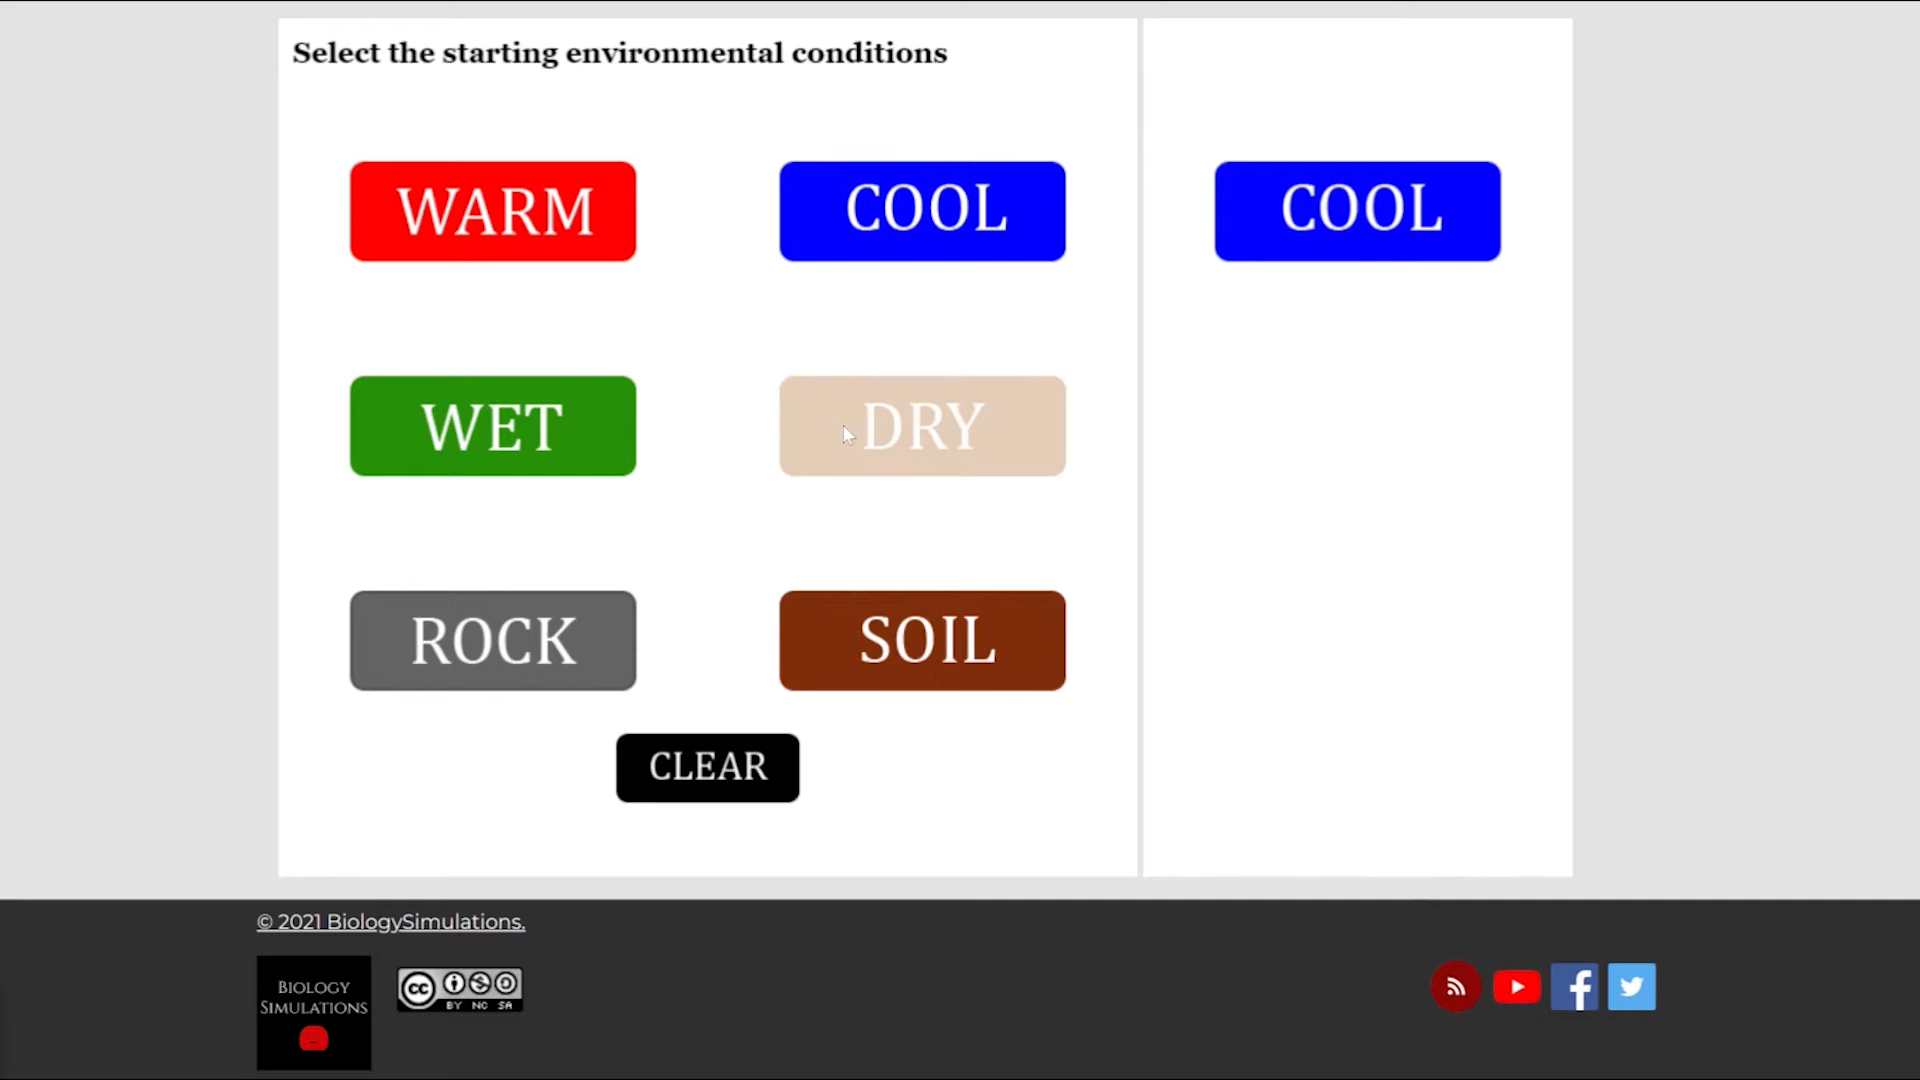 Select the starting environmental conditions
WARM
COOL
COOL
WET
DRY
ROCK
SOIL
CLEAR
© 2021 BiologySimulations.
BIOLOGY
SIMULATIONS
cc
BY NC SA
f